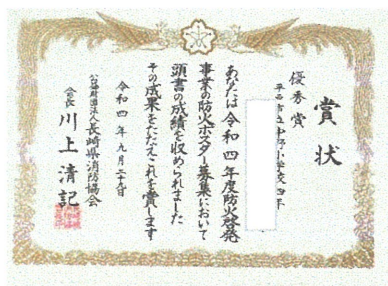 賞状
優秀賞
平戸市立中野小学校四年
あなたは令和四年度防火啓発
事業の防火ポスター募集において
頭書の成績を収められました
その成果をたたえこれを賞します
令和四年九月二十九日
公益財団法人長崎県消防協会
会長 川上清記